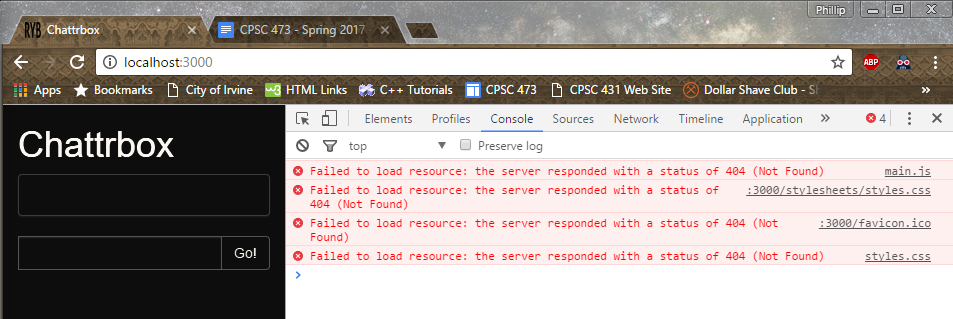 Phillip
RYB Chattrbox CPSC 473 - Spring 2017
localhost:3000 ABP
Apps Bookmarks City of Irvine HTML Links C++ Tutorials CPSC 473 CPSC 431 Web Site Dollar Shave Club - »
Chattrbox
Go!
Elements Profiles Console Sources Network Timeline Application » 4
top Preserve log
Failed to load resource: the server responded with a status of 404 (Not Found) main.js
Failed to load resource: the server responded with a status of :3000/stylesheets/styles.css
404 (Not Found)
Failed to load resource: the server responded with a status of 404 (Not :3000/favicon.ico
Found)
Failed to load resource: the server responded with a status of 404 (Not Found) styles.css